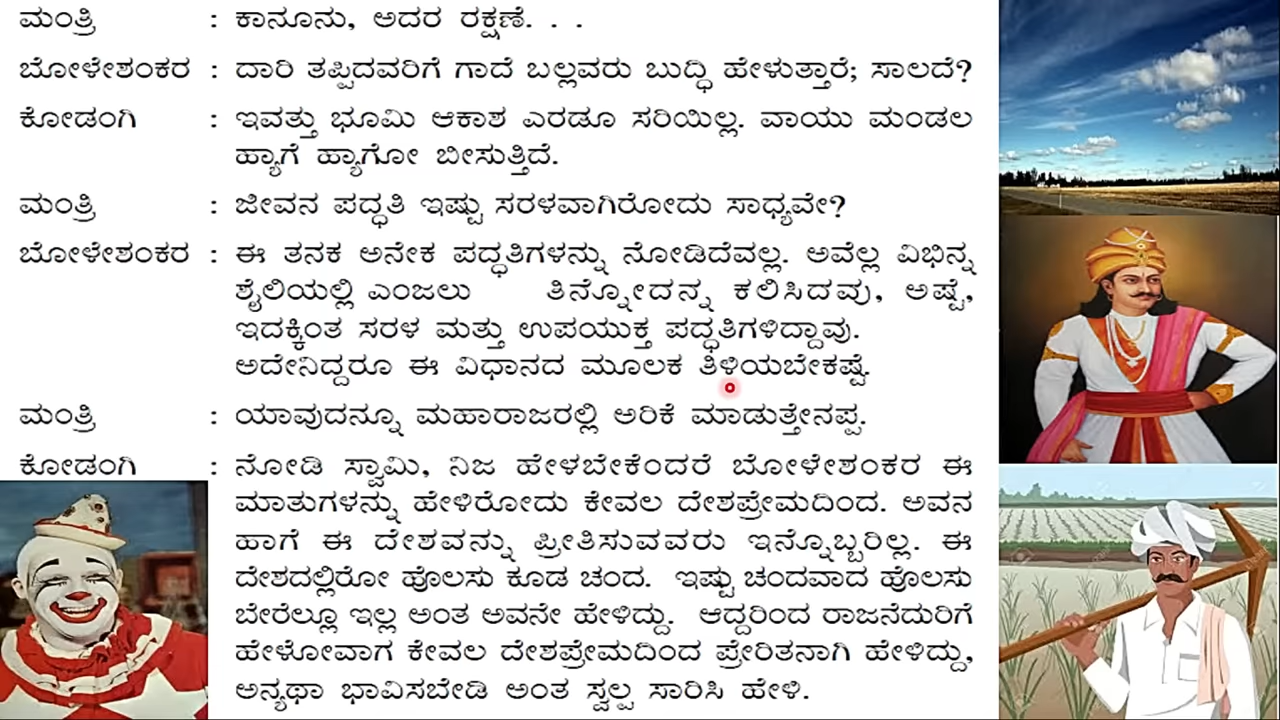 ಮಂತ್ರಿ : ಕಾನೂನು, ಅದರ ರಕ್ಷಣೆ. . .
ಬೋಳೇಶಂಕರ : ದಾರಿ ತಪ್ಪಿದವರಿಗೆ ಗಾದೆ ಬಲ್ಲವರು ಬುದ್ಧಿ ಹೇಳುತ್ತಾರೆ; ಸಾಲದೆ?
ಕೋಡಂಗಿ : ಇವತ್ತು ಭೂಮಿ ಆಕಾಶ ಎರಡೂ ಸರಿಯಿಲ್ಲ. ವಾಯು ಮಂಡಲ
ಹ್ಯಾಗೆ ಹ್ಯಾಗೋ ಬೀಸುತ್ತಿದೆ.
ಮಂತ್ರಿ : ಜೀವನ ಪದ್ಧತಿ ಇಷ್ಟು ಸರಳವಾಗಿರೋದು ಸಾಧ್ಯವೇ?
ಬೋಳೇಶಂಕರ : ಈ ತನಕ ಅನೇಕ ಪದ್ಧತಿಗಳನ್ನು ನೋಡಿದೆವಲ್ಲ. ಅವೆಲ್ಲ ವಿಭಿನ್ನ
ಶೈಲಿಯಲ್ಲಿ ಎಂಜಲು ತಿನ್ನೋದನ್ನ ಕಲಿಸಿದವು, ಅಷ್ಟೆ,
ಇದಕ್ಕಿಂತ ಸರಳ ಮತ್ತು ಉಪಯುಕ್ತ ಪದ್ಧತಿಗಳಿದ್ದಾವು.
ಅದೇನಿದ್ದರೂ ಈ ವಿಧಾನದ ಮೂಲಕ ತಿಳಿಯಬೇಕಷ್ಟೆ.
ಮಂತ್ರಿ : ಯಾವುದನ್ನೂ ಮಹಾರಾಜರಲ್ಲಿ ಅರಿಕೆ ಮಾಡುತ್ತೇನಪ್ಪ.
ಕೋಡಂಗಿ : ನೋಡಿ ಸ್ವಾಮಿ, ನಿಜ ಹೇಳಬೇಕೆಂದರೆ ಬೋಳೇಶಂಕರ ಈ
ಮಾತುಗಳನ್ನು ಹೇಳಿರೋದು ಕೇವಲ ದೇಶಪ್ರೇಮದಿಂದ. ಅವನ
ಹಾಗೆ ಈ ದೇಶವನ್ನು ಪ್ರೀತಿಸುವವರು ಇನ್ನೊಬ್ಬರಿಲ್ಲ. ಈ
ದೇಶದಲ್ಲಿರೋ ಹೊಲಸು ಕೂಡ ಚಂದ. ಇಷ್ಟು ಚಂದವಾದ ಹೊಲಸು
ಬೇರೆಲ್ಲೂ ಇಲ್ಲ ಅಂತ ಅವನೇ ಹೇಳಿದ್ದು. ಆದ್ದರಿಂದ ರಾಜನೆದುರಿಗೆ
ಹೇಳೋವಾಗ ಕೇವಲ ದೇಶಪ್ರೇಮದಿಂದ ಪ್ರೇರಿತನಾಗಿ ಹೇಳಿದ್ದು,
ಅನ್ಯಥಾ ಭಾವಿಸಬೇಡಿ ಅಂತ ಸ್ವಲ್ಪ ಸಾರಿಸಿ ಹೇಳಿ.